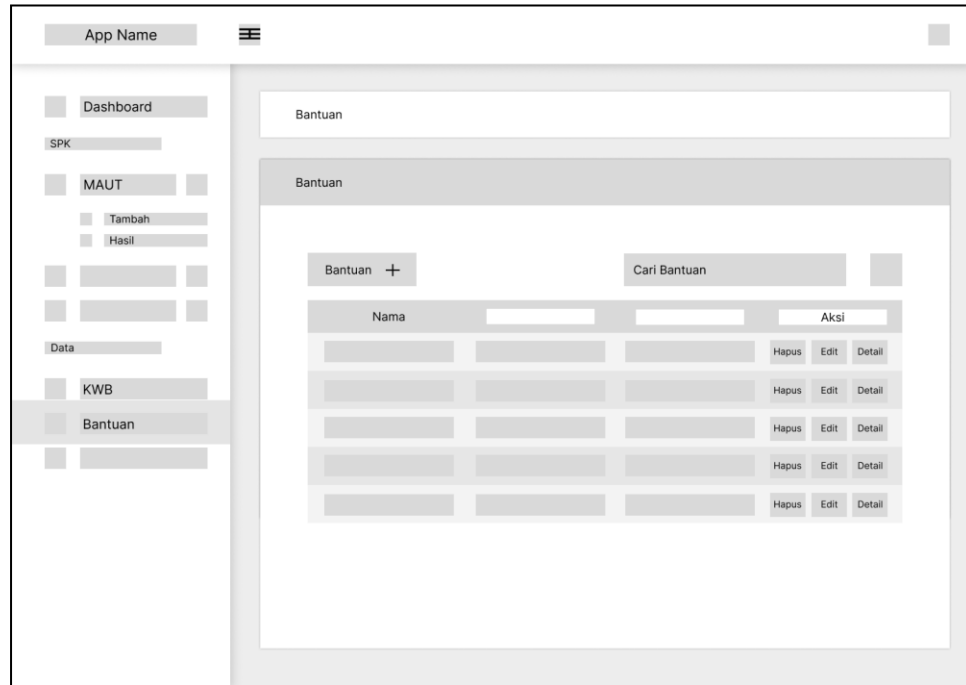 App Name
Dashboard
SPK
MAUT
Tambah
Hasil
Data
KWB
Bantuan
Bantuan
Bantuan
Bantuan +
Cari Bantuan
Nama Aksi
Hapus Edit Detail
Hapus Edit Detail
Hapus Edit Detail
Hapus Edit Detail
Hapus Edit Detail